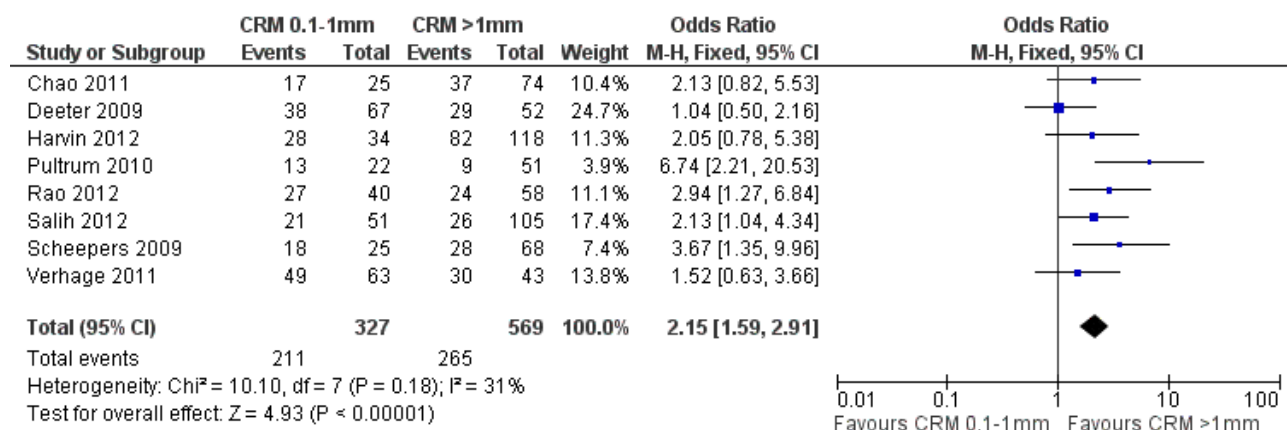 CRM 0.1-1mm CRM >1mm Odds Ratio Odds Ratio
Study or Subgroup Events Total Events Total Weight M-H, Fixed, 95% CI M-H, Fixed, 95% CI
Chao 2011 17 25 37 74 10.4% 2.13 [0.82, 5.53]
Deeter 2009 38 67 29 52 24.7% 1.04 [0.50, 2.16]
Harvin 2012 28 34 82 118 11.3% 2.05 [0.78, 5.38]
Pultrum 2010 13 22 9 51 3.9% 6.74 [2.21, 20.53]
Rao 2012 27 40 24 58 11.1% 2.94 [1.27, 6.84]
Salih 2012 21 51 26 105 17.4% 2.13 [1.04, 4.34]
Scheepers 2009 18 25 28 68 7.4% 3.67 [1.35, 9.96]
Verhage 2011 49 63 30 43 13.8% 1.52 [0.63, 3.66]
Total (95% CI) 327 569 100.0% 2.15 [1.59, 2.91]
Total events 211 265
Heterogeneity: Chi² = 10.10, df = 7 (P = 0.18); I² = 31%
Test for overall effect: Z = 4.93 (P < 0.00001)
0.01 0.1 1 10 100
Favours CRM 0.1-1mm Favours CRM >1mm